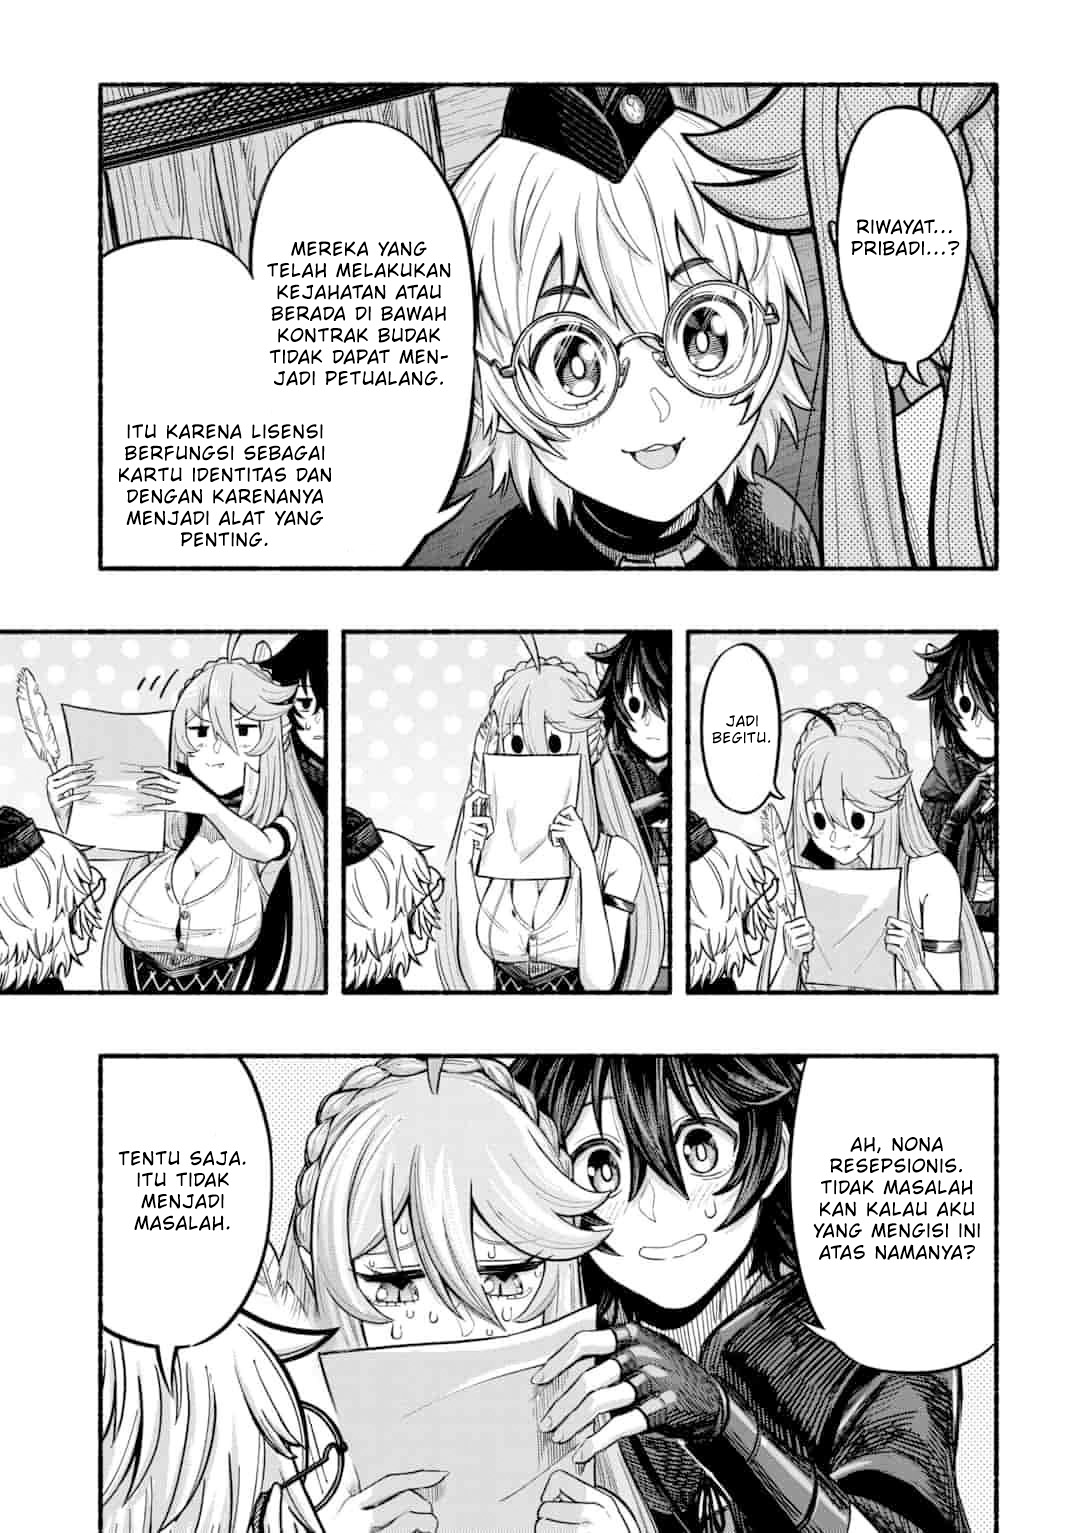 RIWAYAT...
PRIBADI...?
MEREKA YANG
TELAH MELAKUKAN
KEJAHATAN ATAU
BERADA DI BAWAH
KONTRAK BUDAK
TIDAK DAPAT MEN-
JADI PETUALANG.
ITU KARENA LISENSI
BERFUNGSI SEBAGAI
KARTU IDENTITAS DAN
DENGAN KARENANYA
MENJADI ALAT YANG
PENTING.
JADI
BEGITU.
AH, NONA
RESEPSIONIS.
TIDAK MASALAH
KAN KALAU AKU
YANG MENGISI INI
ATAS NAMANYA?
TENTU SAJA.
ITU TIDAK
MENJADI
MASALAH.